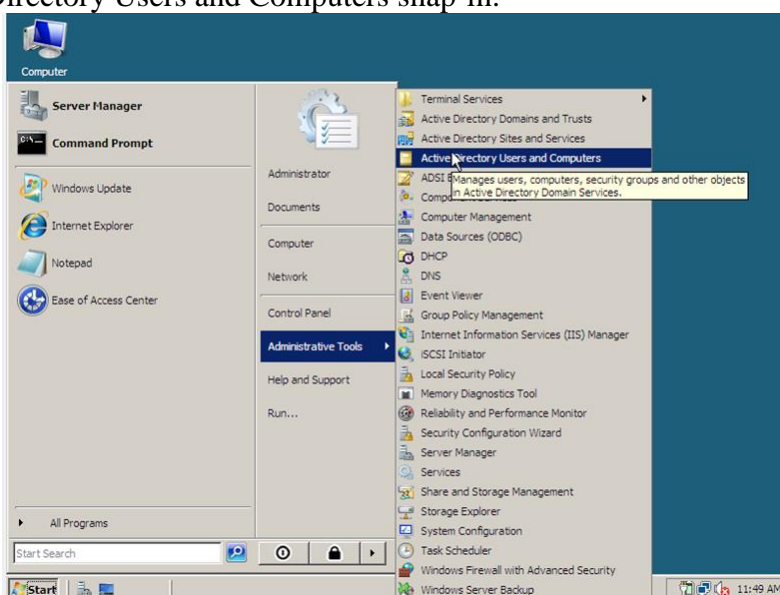 Directory Users and Computers snap-in.
Computer
Server Manager
Command Prompt
Windows Update
Internet Explorer
Notepad
Ease of Access Center
All Programs
Start Search
Administrator
Documents
Computer
Network
Control Panel
Administrative Tools
Help and Support
Run...
Terminal Services
Active Directory Domains and Trusts
Active Directory Sites and Services
Active Directory Users and Computers
ADSI
Manages users, computers, security groups and other objects
in Active Directory Domain Services.
Computer Management
Data Sources (ODBC)
DHCP
DNS
Event Viewer
Group Policy Management
Internet Information Services (IIS) Manager
iSCSI Initiator
Local Security Policy
Memory Diagnostics Tool
Reliability and Performance Monitor
Security Configuration Wizard
Server Manager
Services
Share and Storage Management
Storage Explorer
System Configuration
Task Scheduler
Windows Firewall with Advanced Security
Windows Server Backup
Start
11:49 AM